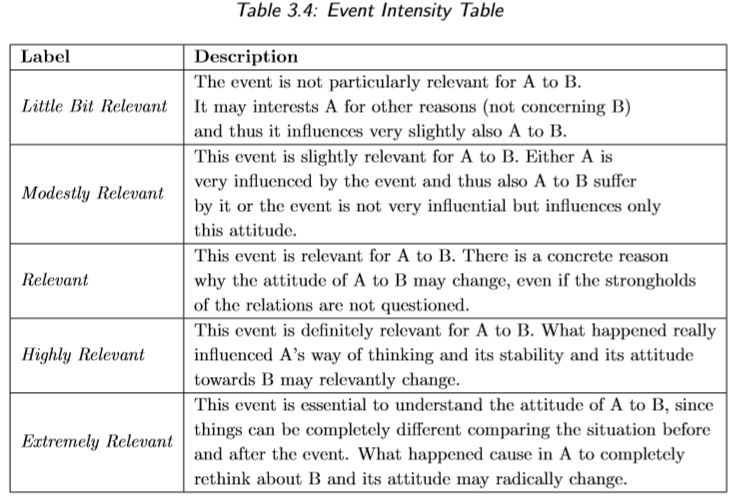 Table 3.4: Event Intensity Table
Label Description
Little Bit Relevant
The event is not particularly relevant for A to B.
It may interests A for other reasons (not concerning B)
and thus it influences very slightly also A to B.
Modestly Relevant
This event is slightly relevant for A to B. Either A is
very influenced by the event and thus also A to B suffer
by it or the event is not very influential but influences only
this attitude.
Relevant
This event is relevant for A to B. There is a concrete reason
why the attitude of A to B may change, even if the strongholds
of the relations are not questioned.
Highly Relevant
This event is definitely relevant for A to B. What happened really
influenced A's way of thinking and its stability and its attitude
towards B may relevantly change.
Extremely Relevant
This event is essential to understand the attitude of A to B, since
things can be completely different comparing the situation before
and after the event. What happened cause in A to completely
rethink about B and its attitude may radically change.